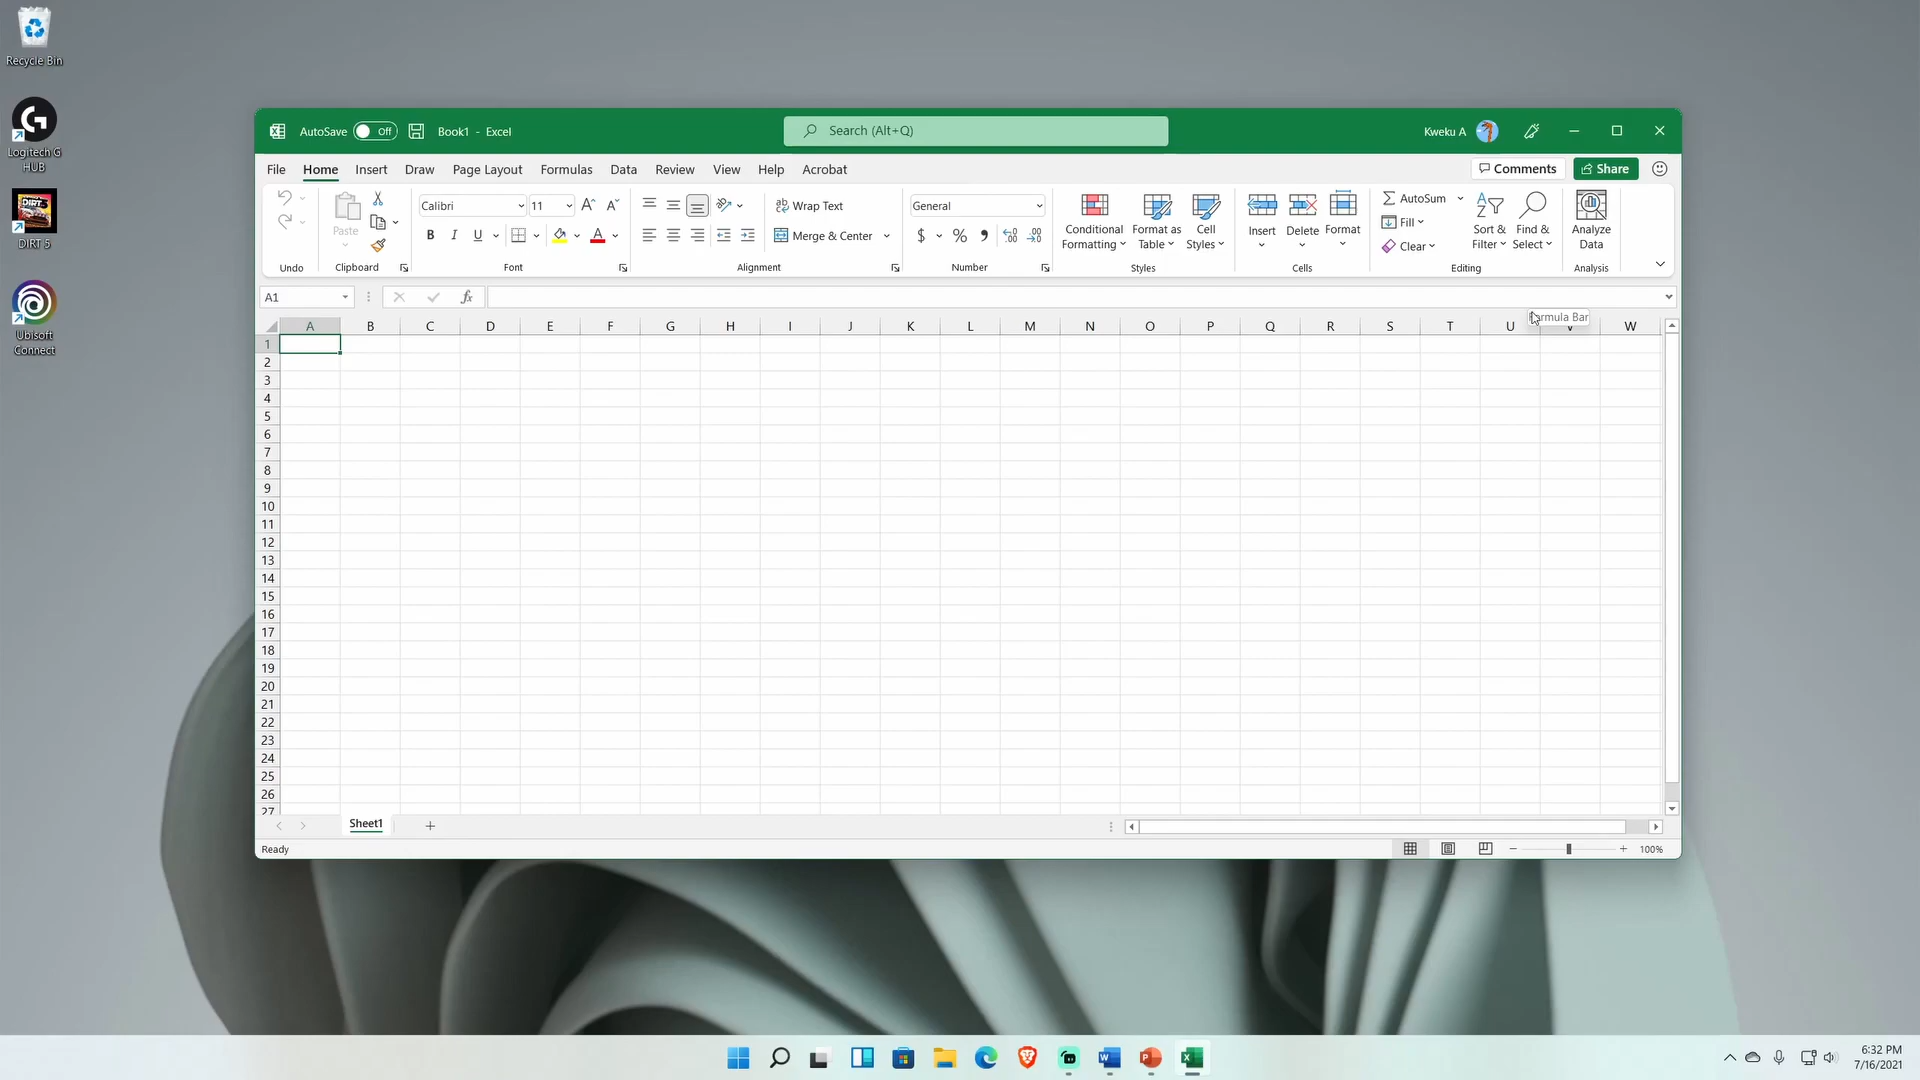 Recycle Bin
Logitech G
HUB
DIRT 5
Ubisoft
Connect
AutoSave Off Book1 - Excel Search (Alt+Q) Kweku A
File Home Insert Draw Page Layout Formulas Data Review View Help Acrobat Comments Share
Paste Calibri 11 Wrap Text General Conditional Formatting Format as Table Cell Styles Insert Delete Format AutoSum Sort & Filter Find & Select Analyze Data
B I U Merge & Center $ % Fill
Clear
Undo Clipboard Font Alignment Number Styles Cells Editing Analysis
A1 fx
Formula Bar
A B C D E F G H I J K L M N O P Q R S T U V W
1
2
3
4
5
6
7
8
9
10
11
12
13
14
15
16
17
18
19
20
21
22
23
24
25
26
27
Sheet1
Ready 100%
6:32 PM
7/16/2021